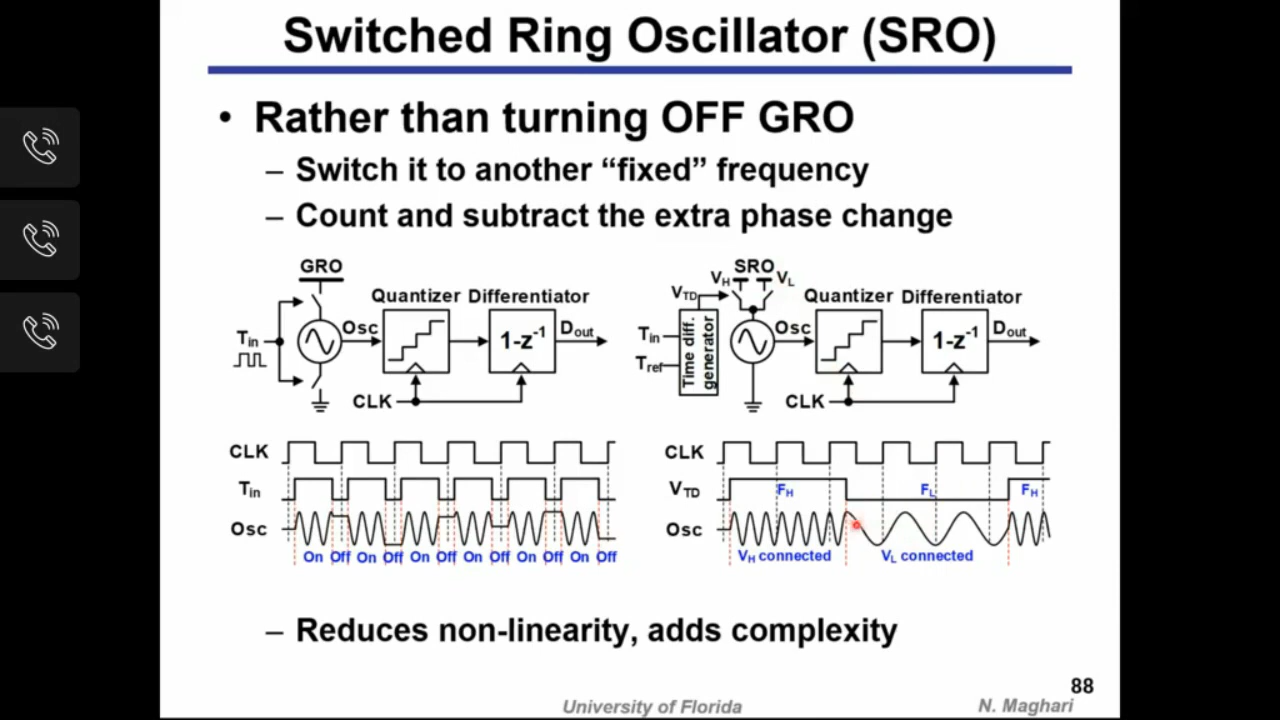 Switched Ring Oscillator (SRO)
• Rather than turning OFF GRO
– Switch it to another “fixed” frequency
– Count and subtract the extra phase change
GRO
Quantizer Differentiator
Tin
Osc
1-z-1
Dout
CLK
SRO
VH
VL
VTD
Quantizer Differentiator
Tin
Tref
Time diff. generator
Osc
1-z-1
Dout
CLK
CLK
Tin
Osc
On Off On Off On Off On Off On Off On Off
CLK
VTD
FH FL FH
Osc
VH connected VL connected
– Reduces non-linearity, adds complexity
88
University of Florida
N. Maghari